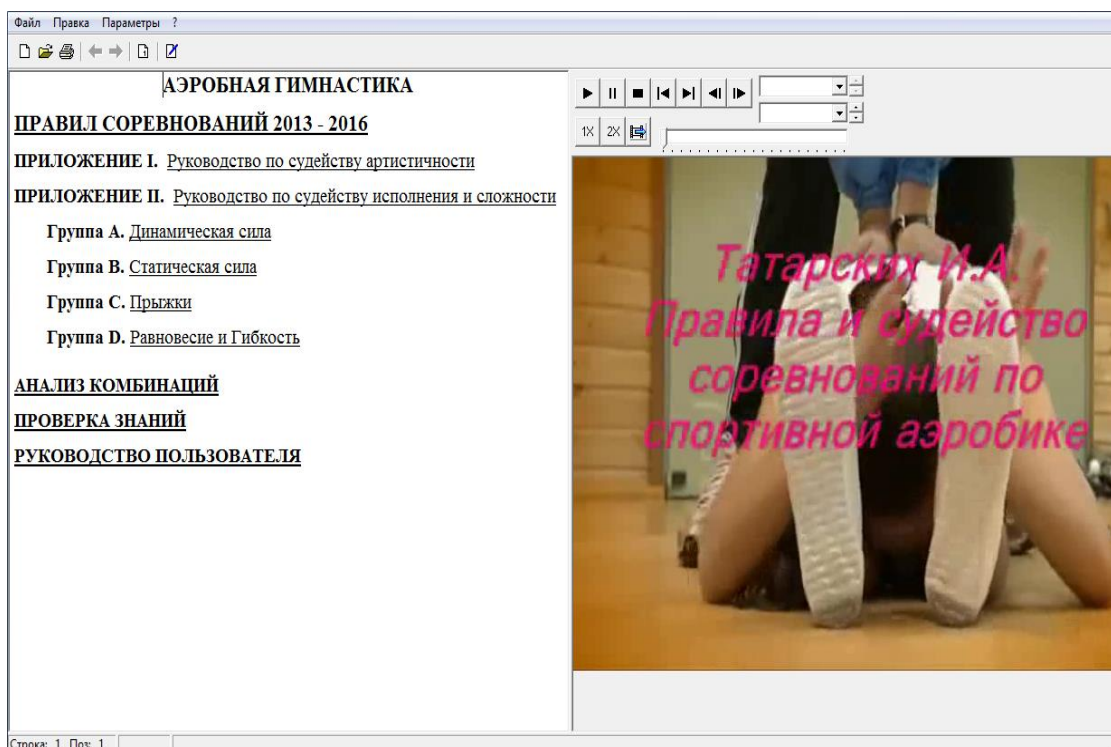 Файл Правка Параметры ?
АЭРОБНАЯ ГИМНАСТИКА
ПРАВИЛ СОРЕВНОВАНИЙ 2013 - 2016
ПРИЛОЖЕНИЕ I. Руководство по судейству артистичности
ПРИЛОЖЕНИЕ II. Руководство по судейству исполнения и сложности
Группа A. Динамическая сила
Группа B. Статическая сила
Группа C. Прыжки
Группа D. Равновесие и Гибкость
АНАЛИЗ КОМБИНАЦИЙ
ПРОВЕРКА ЗНАНИЙ
РУКОВОДСТВО ПОЛЬЗОВАТЕЛЯ
1X 2X
Татарских И.А.
Правила и судейство
соревнований по
спортивной аэробике
Строка: 1 Поз: 1